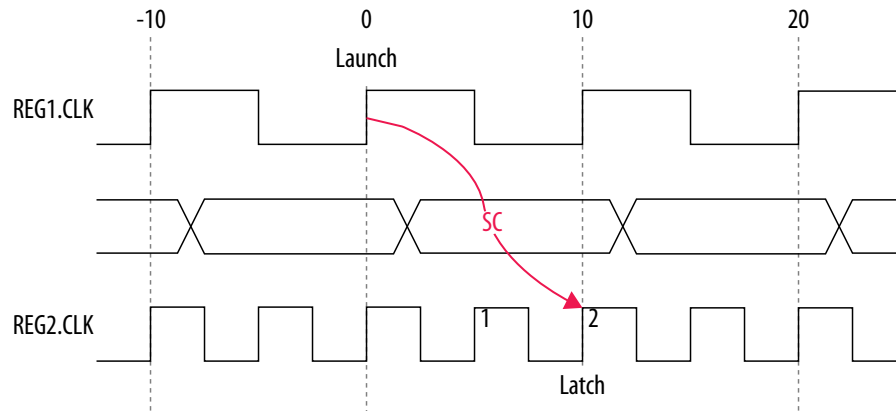 -10 0 10 20
Launch
REG1.CLK
SC
REG2.CLK 1 2
Latch